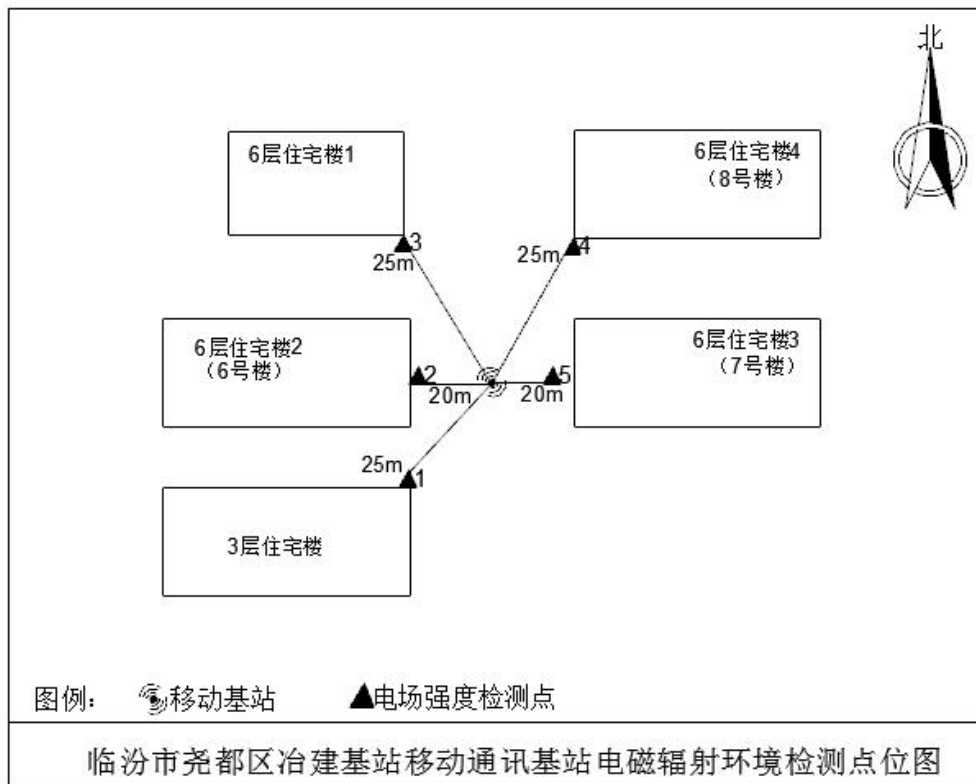 北
6层住宅楼1
6层住宅楼4
（8号楼）
3
25m
4
25m
6层住宅楼2
（6号楼）
6层住宅楼3
（7号楼）
2
20m
5
20m
25m
1
3层住宅楼
图例：
移动基站
电场强度检测点
临汾市尧都区冶建基站移动通讯基站电磁辐射环境检测点位图